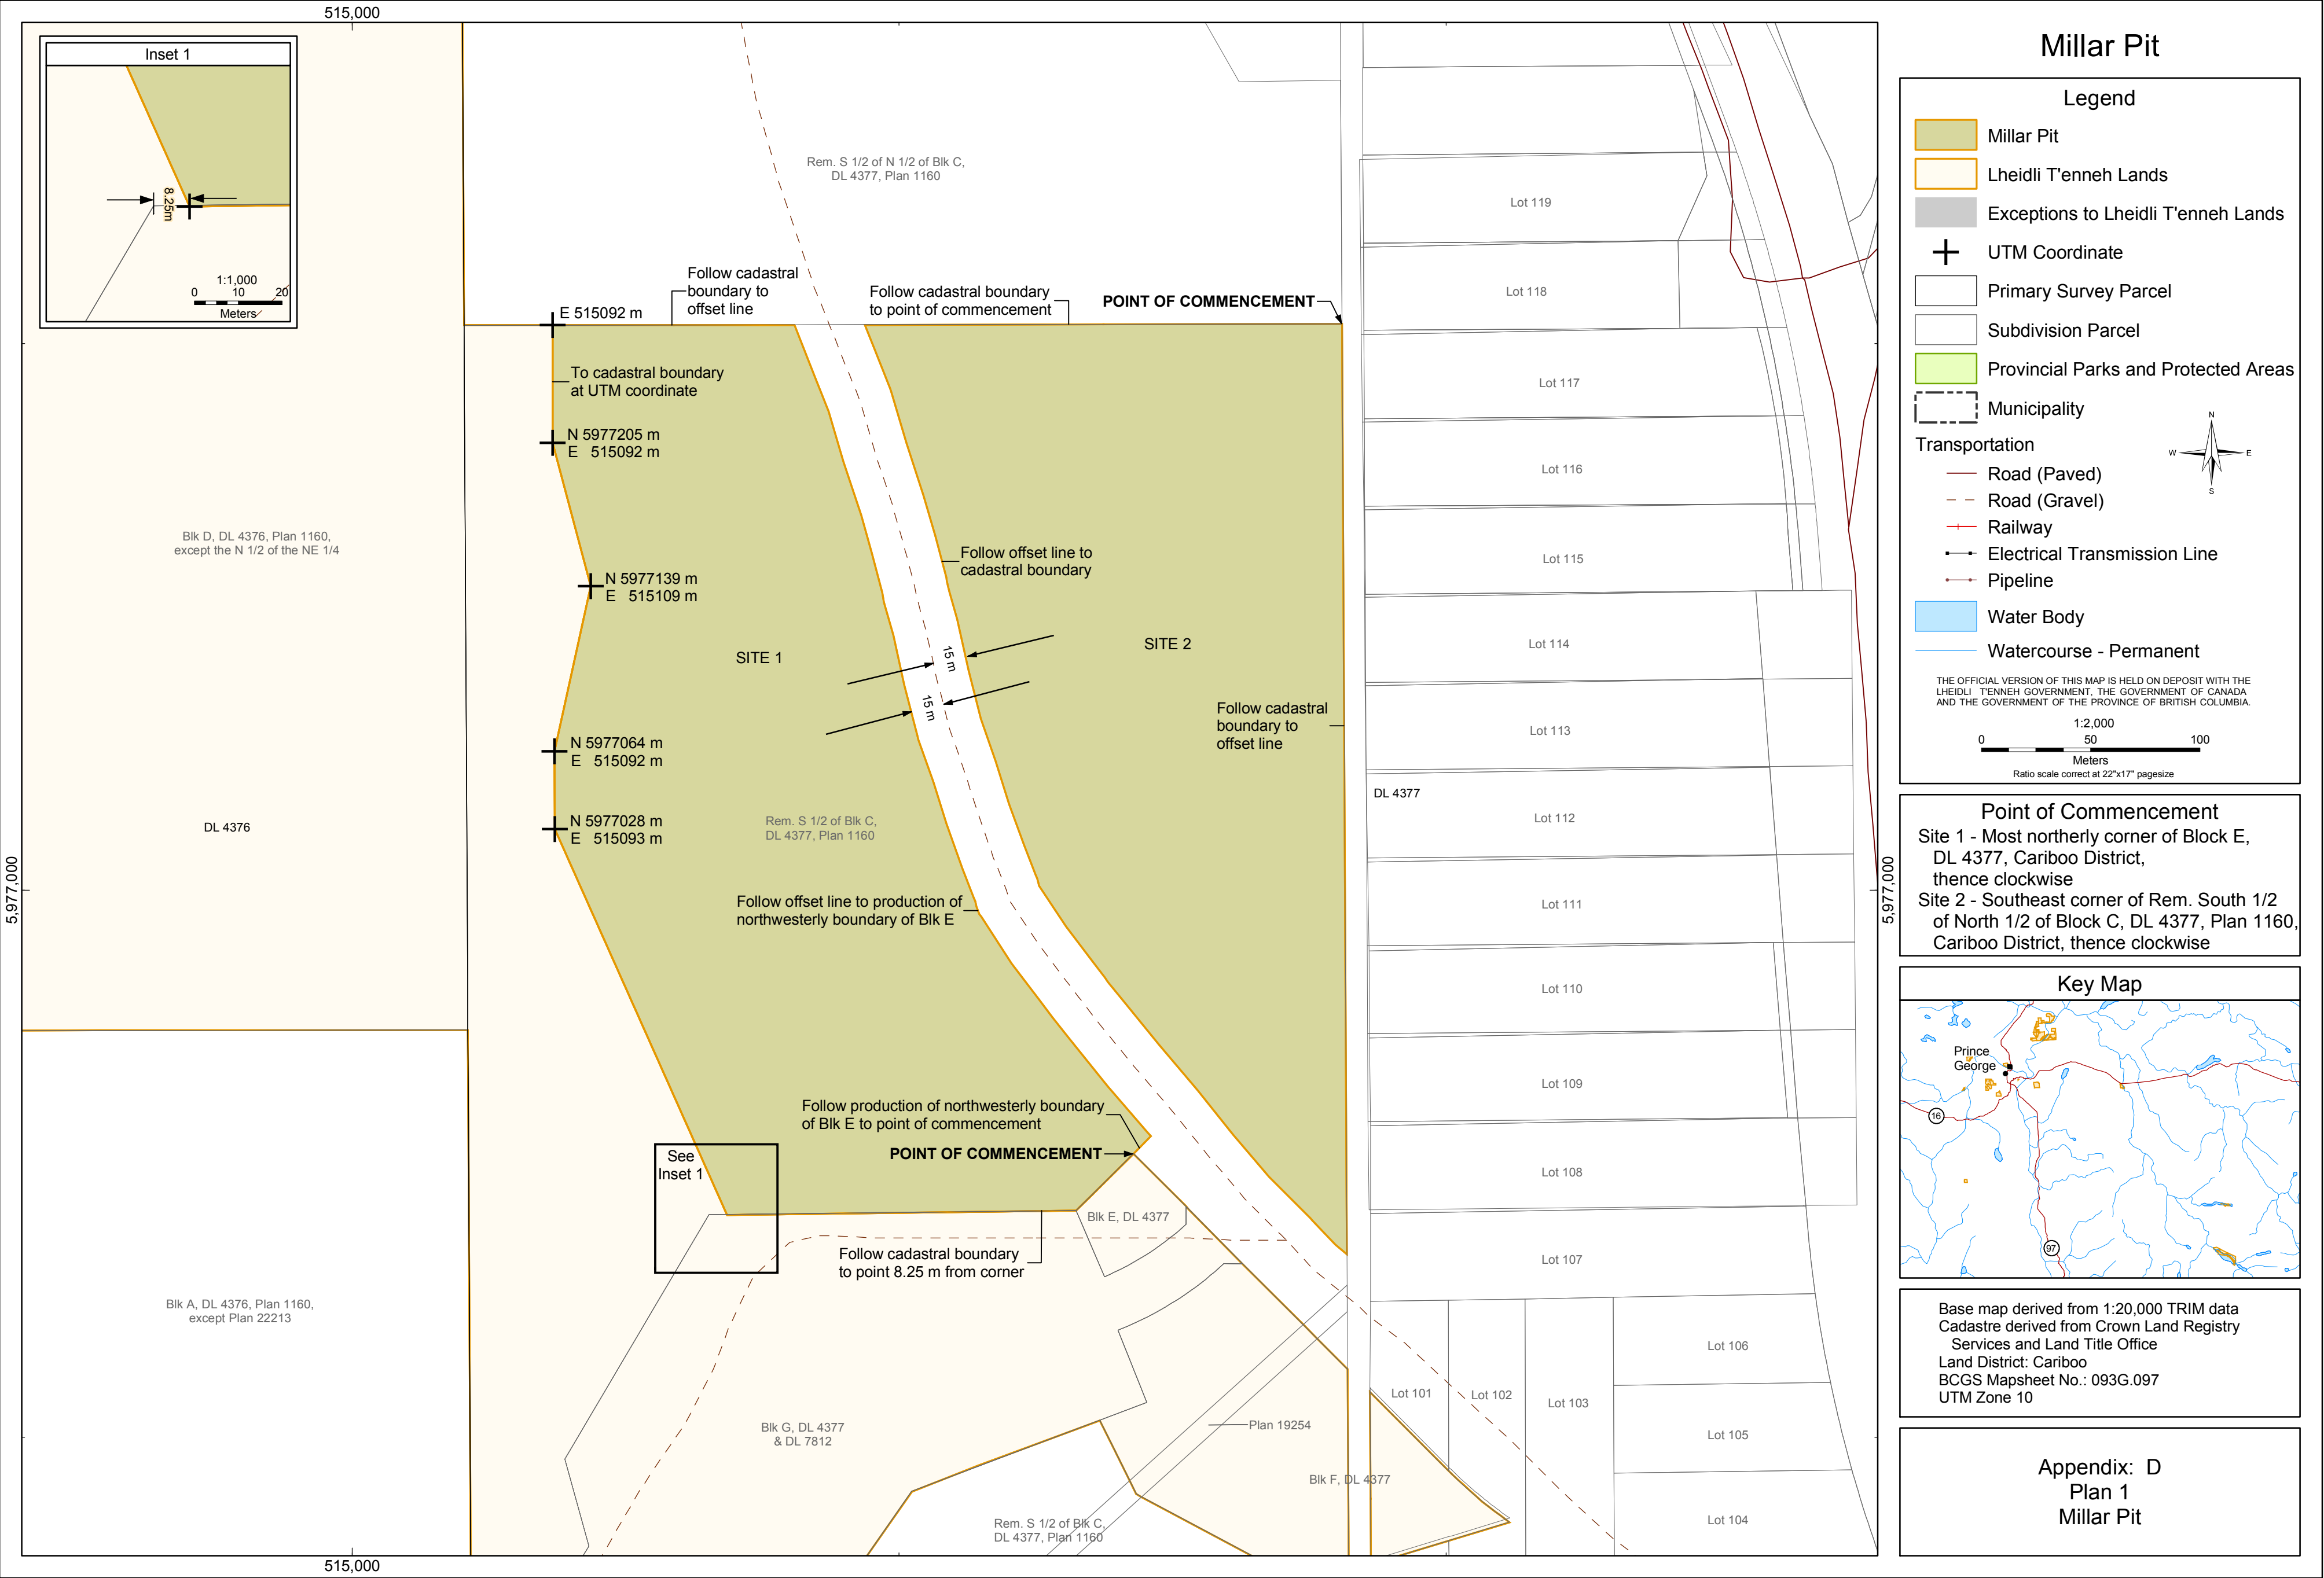 515,000
Millar Pit
Inset 1
8.25m
1:1,000
0 10 20
Meters
Rem. S 1/2 of N 1/2 of Blk C,
DL 4377, Plan 1160
Follow cadastral
boundary to
offset line
Follow cadastral boundary
to point of commencement
POINT OF COMMENCEMENT
E 515092 m
To cadastral boundary
at UTM coordinate
N 5977205 m
E 515092 m
N 5977139 m
E 515109 m
Blk D, DL 4376, Plan 1160,
except the N 1/2 of the NE 1/4
Follow offset line to
cadastral boundary
SITE 1
SITE 2
15 m
15 m
Follow cadastral
boundary to
offset line
N 5977064 m
E 515092 m
N 5977028 m
E 515093 m
DL 4376
Rem. S 1/2 of Blk C,
DL 4377, Plan 1160
DL 4377
5,977,000
5,977,000
Follow offset line to production of
northwesterly boundary of Blk E
Follow production of northwesterly boundary
of Blk E to point of commencement
POINT OF COMMENCEMENT
See
Inset 1
Blk E, DL 4377
Follow cadastral boundary
to point 8.25 m from corner
Blk A, DL 4376, Plan 1160,
except Plan 22213
Blk G, DL 4377
& DL 7812
Plan 19254
Blk F, DL 4377
Rem. S 1/2 of Blk C,
DL 4377, Plan 1160
Lot 119
Lot 118
Lot 117
Lot 116
Lot 115
Lot 114
Lot 113
Lot 112
Lot 111
Lot 110
Lot 109
Lot 108
Lot 107
Lot 106
Lot 101
Lot 102
Lot 103
Lot 105
Lot 104
515,000
Legend
Millar Pit
Lheidli T'enneh Lands
Exceptions to Lheidli T'enneh Lands
UTM Coordinate
Primary Survey Parcel
Subdivision Parcel
Provincial Parks and Protected Areas
Municipality
Transportation
N
W E
S
Road (Paved)
Road (Gravel)
Railway
Electrical Transmission Line
Pipeline
Water Body
Watercourse - Permanent
THE OFFICIAL VERSION OF THIS MAP IS HELD ON DEPOSIT WITH THE
LHEIDLI T'ENNEH GOVERNMENT, THE GOVERNMENT OF CANADA
AND THE GOVERNMENT OF THE PROVINCE OF BRITISH COLUMBIA.
1:2,000
0 50 100
Meters
Ratio scale correct at 22"x17" pagesize
Point of Commencement
Site 1 - Most northerly corner of Block E,
DL 4377, Cariboo District,
thence clockwise
Site 2 - Southeast corner of Rem. South 1/2
of North 1/2 of Block C, DL 4377, Plan 1160,
Cariboo District, thence clockwise
Key Map
Prince
George
16
97
Base map derived from 1:20,000 TRIM data
Cadastre derived from Crown Land Registry
Services and Land Title Office
Land District: Cariboo
BCGS Mapsheet No.: 093G.097
UTM Zone 10
Appendix: D
Plan 1
Millar Pit